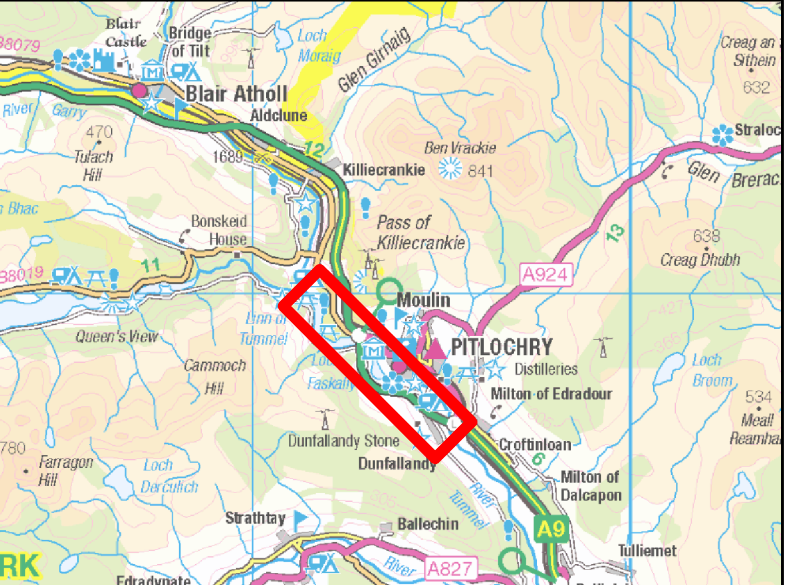 Blair
Castle
Bridge
of Tilt
Loch
Moraig
Glen Girnaig
Creag an
Sithein
632
B8079
River Garry
Blair Atholl
Aldclune
470
Tulach
Hill
1689
12
Killiecrankie
Ben Vrackie
841
Straloc
Glen Brerac
n Bhac
Bonskeid
House
Pass of
Killiecrankie
13
638
Creag Dhubh
B8019
11
A924
Moulin
Queen's View
Linn of
Tummel
PITLOCHRY
Cammoch
Hill
Loch
Faskally
Distilleries
Loch
Broom
Milton of Edradour
534
Meall
Reamha
780
Farragon
Hill
Dunfallandy Stone
Croftinloan
Dunfallandy
6
Loch
Derculich
River
Tummel
Milton of
Dalcapon
Strathtay
Ballechin
A9
Tulliemet
RK
Edradynate
River
A827